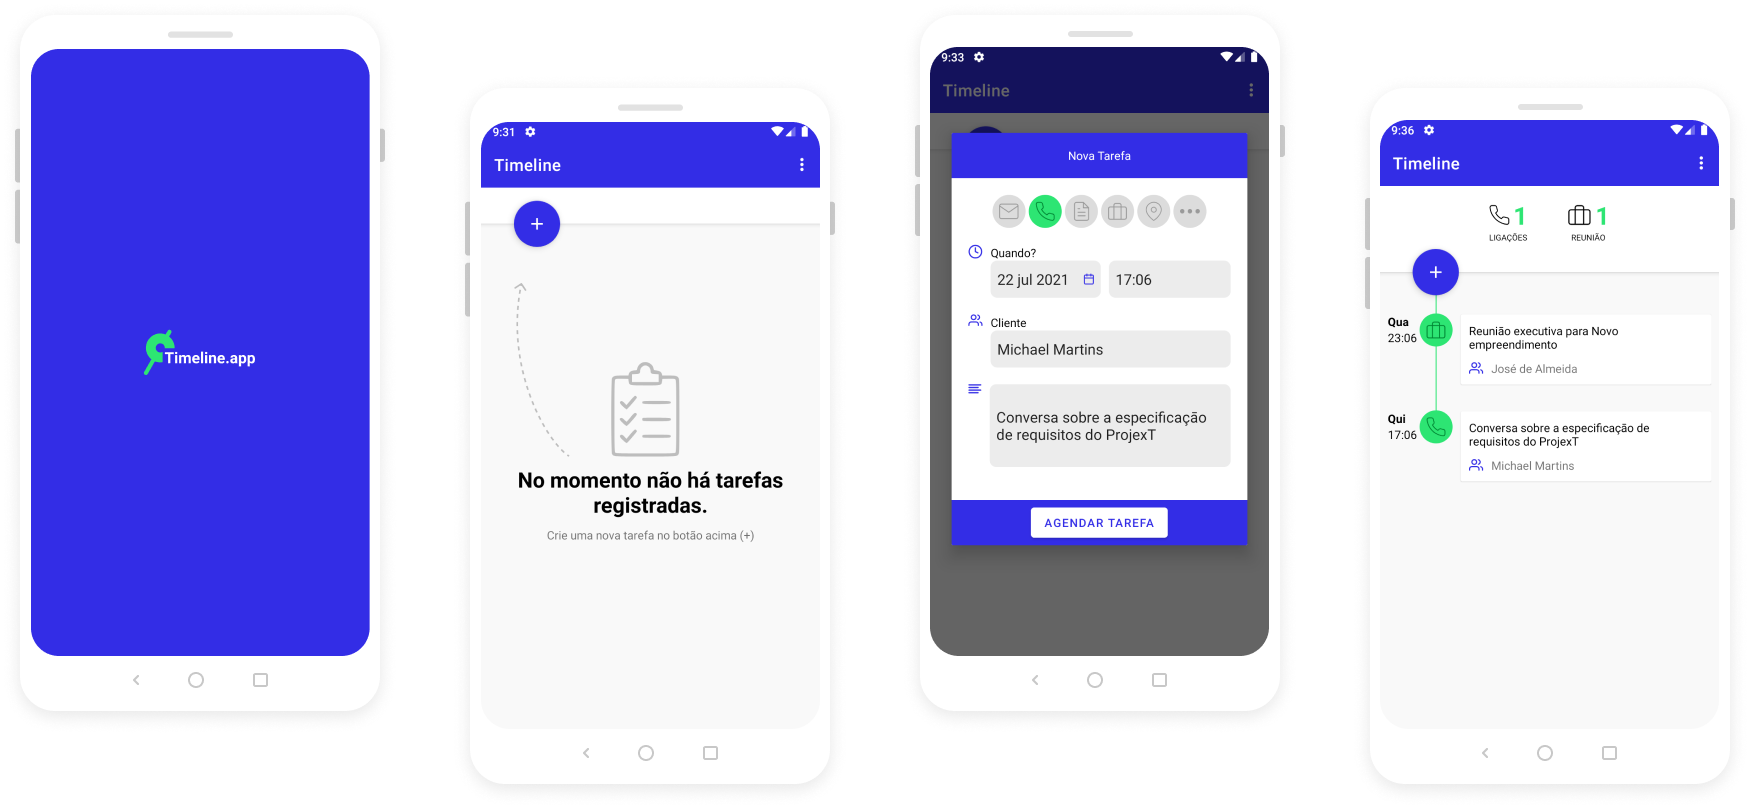 Timeline.app
9:31
Timeline
+
No momento não há tarefas
registradas.
Crie uma nova tarefa no botão acima (+)
9:33
Timeline
Nova Tarefa
Quando?
22 jul 2021
17:06
Cliente
Michael Martins
Conversa sobre a especificação
de requisitos do ProjexT
AGENDAR TAREFA
9:36
Timeline
1
LIGAÇÕES
1
REUNIÃO
+
Qua
23:06
Reunião executiva para Novo
empreendimento
José de Almeida
Qui
17:06
Conversa sobre a especificação de
requisitos do ProjexT
Michael Martins